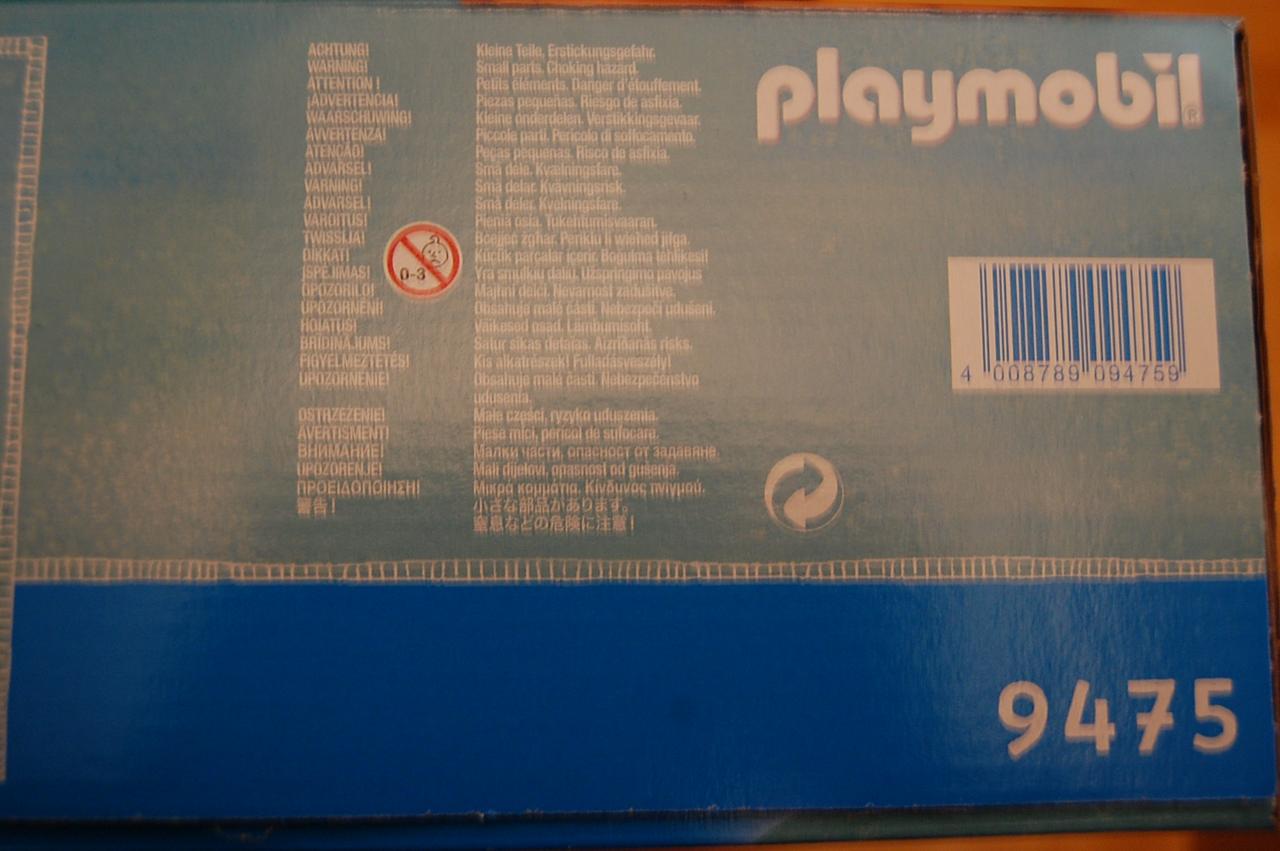 playmobil®
ACHTUNG! Kleine Teile, Erstickungsgefahr.
WARNING! Small parts. Choking hazard.
ATTENTION ! Petits éléments. Danger d'étouffement.
¡ADVERTENCIA! Piezas pequeñas. Riesgo de asfixia.
WAARSCHUWING! Kleine onderdelen. Verstikkingsgevaar.
AVVERTENZA! Piccole parti. Pericolo di soffocamento.
ATENÇÃO! Peças pequenas. Risco de asfixia.
ADVARSEL! Små dele. Kvælningsfare.
VARNING! Små delar. Kvävningsrisk.
ADVARSEL! Små deler. Kvelningsfare.
VAROITUS! Pieniä osia. Tukehtumisvaaran.
TWISSIJA! Bċejjeċ żgħar. Periklu li wieħed jifga.
DİKKAT! Küçük parçalar içerir. Boğulma tehlikesi!
ĮSPĖJIMAS! Yra smulkių dalių. Užspringimo pavojus
OPOZORILO! Majhni delci. Nevarnost zadušitve.
UPOZORNĚNÍ! Obsahuje malé části. Nebezpečí udušení.
HOIATUS! Väikesed osad. Lämbumisoht.
BRĪDINĀJUMS! Satur sīkas detaļas. Aizrīšanās risks.
FIGYELMEZTETÉS! Kis alkatrészek! Fulladásveszély!
UPOZORNENIE! Obsahuje malé časti. Nebezpečenstvo
udusenia.
OSTRZEŻENIE! Małe części, ryzyko uduszenia.
AVERTISMENT! Piese mici, pericol de sufocare.
ВНИМАНИЕ! Малки части, опасност от задавяне.
UPOZORENJE! Mali dijelovi, opasnost od gušenja.
ΠΡΟΕΙΔΟΠΟΙΗΣΗ! Μικρά κομμάτια. Κίνδυνος πνιγμού.
警告! 小さな部品があります。
窒息などの危険に注意!
0-3
4 008789 094759
9475